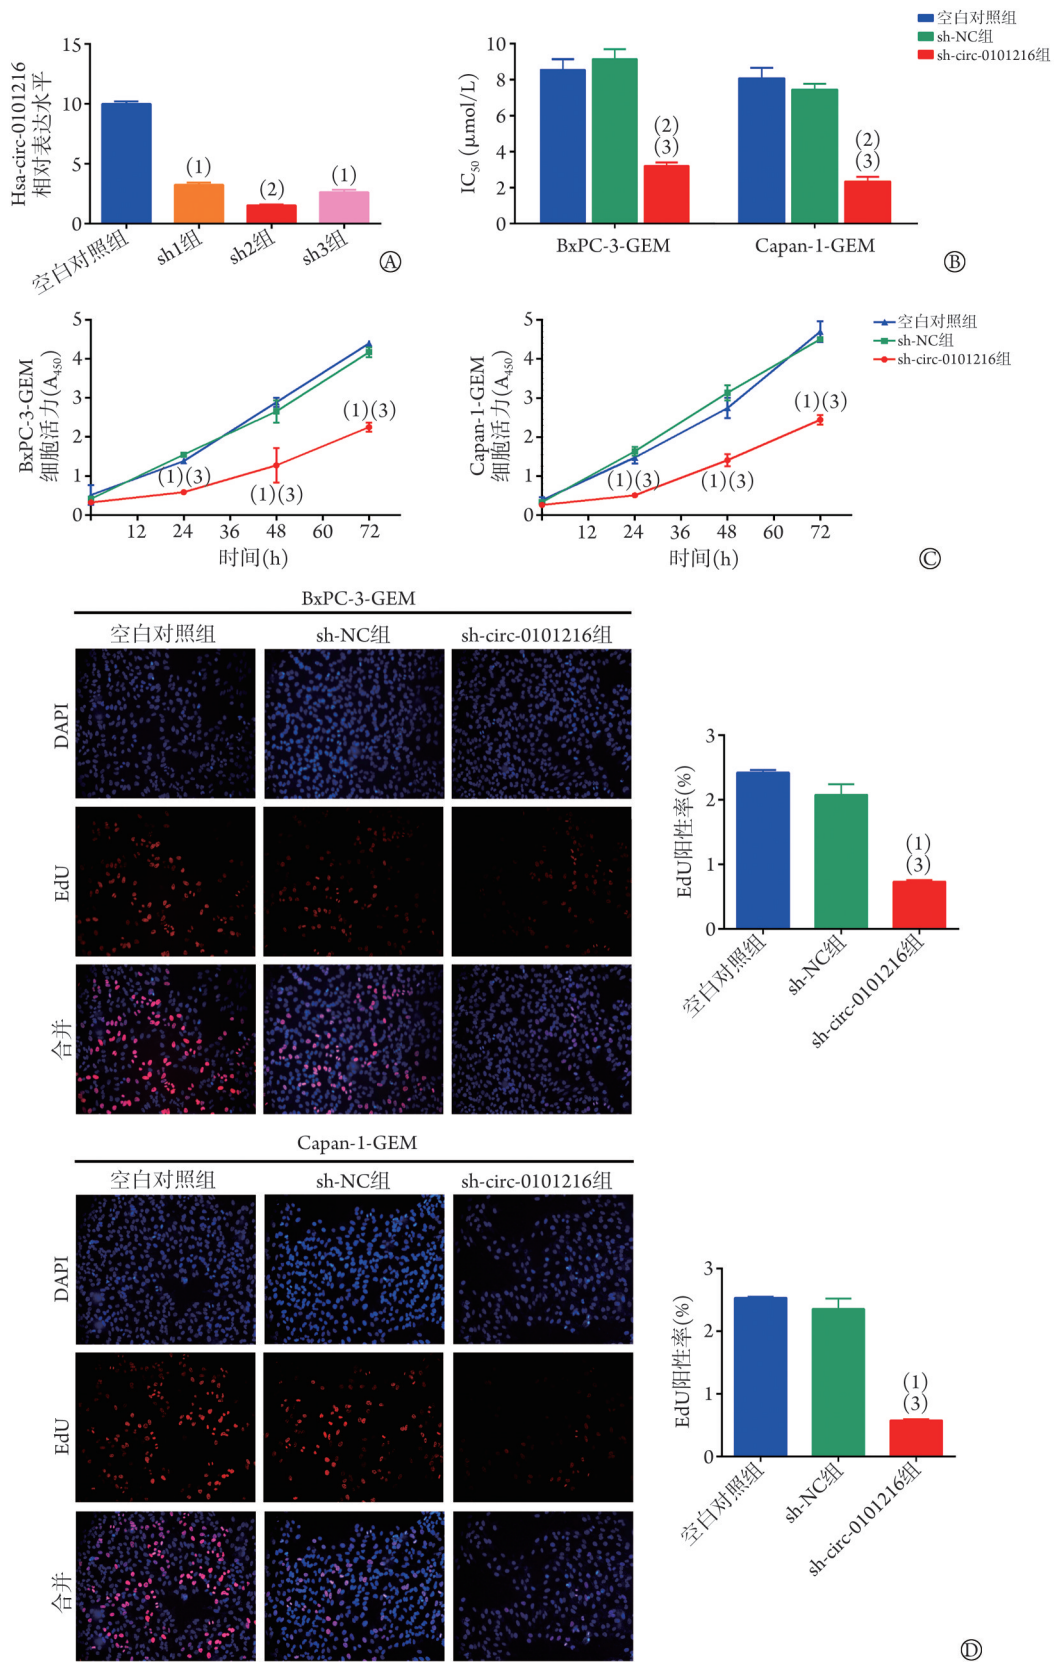 Hsa-circ-0101216
相对表达水平
15
10
5
0
(1)
(2)
(1)
空白对照组
sh1组
sh2组
sh3组
Ⓐ
空白对照组
sh-NC组
sh-circ-0101216组
IC50 (μmol/L)
10
8
6
4
2
0
(2)
(3)
(2)
(3)
BxPC-3-GEM
Capan-1-GEM
Ⓑ
BxPC-3-GEM
细胞活力(A450)
5
4
3
2
1
0
(1)(3)
(1)(3)
(1)(3)
12
24
36
48
60
72
时间(h)
Capan-1-GEM
细胞活力(A450)
5
4
3
2
1
0
(1)(3)
(1)(3)
(1)(3)
12
24
36
48
60
72
时间(h)
空白对照组
sh-NC组
sh-circ-0101216组
Ⓒ
BxPC-3-GEM
空白对照组
sh-NC组
sh-circ-0101216组
DAPI
EdU
合并
EdU阳性率(%)
3
2
1
0
(1)
(3)
空白对照组
sh-NC组
sh-circ-0101216组
Capan-1-GEM
空白对照组
sh-NC组
sh-circ-0101216组
DAPI
EdU
合并
EdU阳性率(%)
3
2
1
0
(1)
(3)
空白对照组
sh-NC组
sh-circ-0101216组
Ⓓ